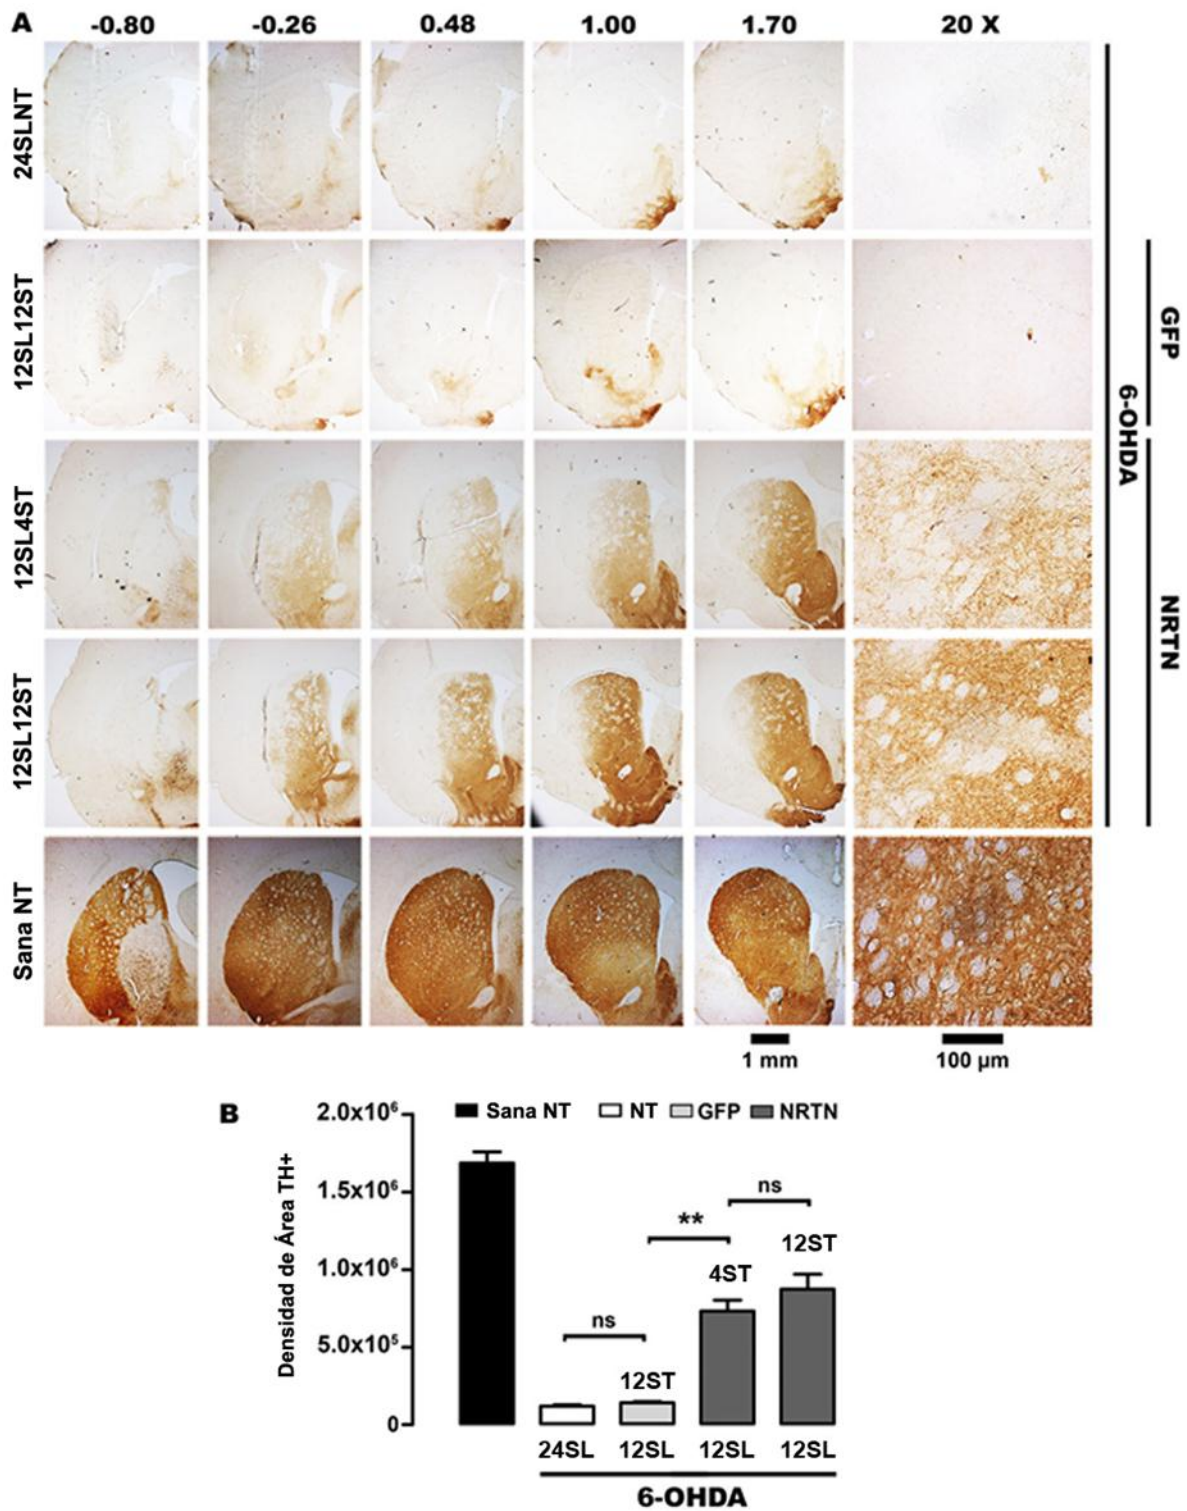 A -0.80 -0.26 0.48 1.00 1.70 20 X
24SLNT
12SL12ST
GFP
6-OHDA
12SL4ST
NRTN
12SL12ST
Sana NT
1 mm 100 µm
B
Sana NT NT GFP NRTN
Densidad de Área TH+
2.0x10⁶
1.5x10⁶
1.0x10⁶
5.0x10⁵
0
ns
**
12ST
4ST
ns
12ST
24SL 12SL 12SL 12SL
6-OHDA